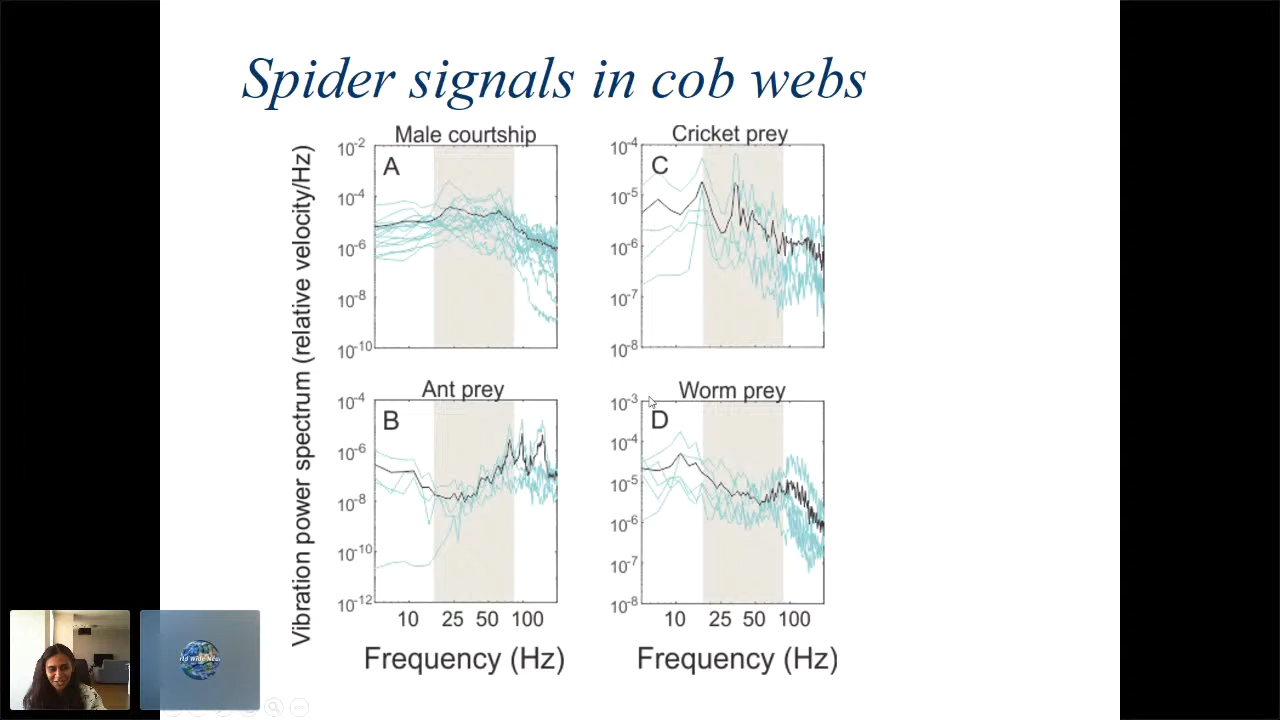 Spider signals in cob webs
Vibration power spectrum (relative velocity/Hz)
Male courtship
A
10-2
10-4
10-6
10-8
10-10
Cricket prey
C
10-4
10-5
10-6
10-7
10-8
Ant prey
B
10-4
10-6
10-8
10-10
10-12
10 25 50 100
Frequency (Hz)
Worm prey
D
10-3
10-4
10-5
10-6
10-7
10-8
10 25 50 100
Frequency (Hz)